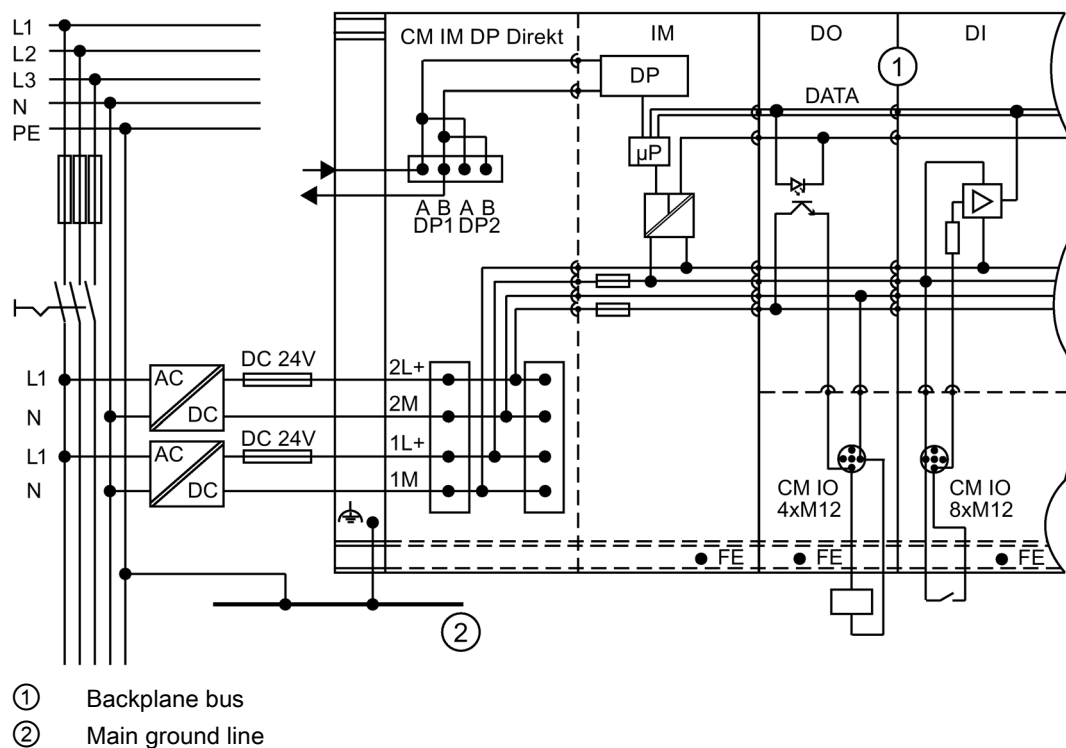 L1
L2
L3
N
PE
CM IM DP Direkt
IM
DO
DI
1
DP
DATA
µP
A B A B
DP1 DP2
DC 24V
2L+
L1
AC
DC
2M
N
DC 24V
1L+
L1
AC
DC
1M
N
CM IO
4xM12
CM IO
8xM12
FE
FE
FE
2
1 Backplane bus
2 Main ground line